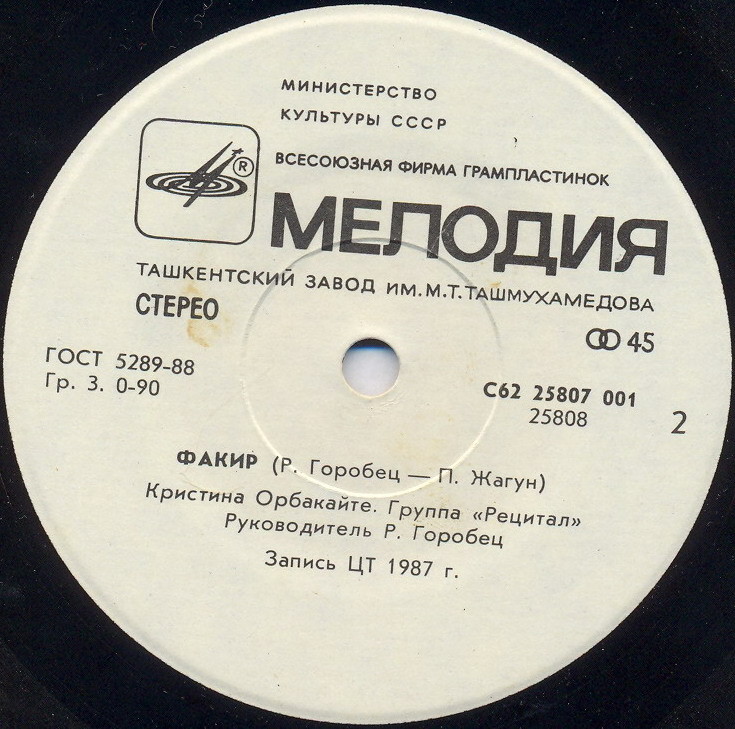 МИНИСТЕРСТВО
КУЛЬТУРЫ СССР
ВСЕСОЮЗНАЯ ФИРМА ГРАМПЛАСТИНОК
®
МЕЛОДИЯ
ТАШКЕНТСКИЙ ЗАВОД ИМ.М.Т.ТАШМУХАМЕДОВА
СТЕРЕО
45
ГОСТ 5289-88
Гр. 3. 0-90
С62 25807 001
25808
2
ФАКИР (Р. Горобец — П. Жагун)
Кристина Орбакайте. Группа «Рецитал»
Руководитель Р. Горобец
Запись ЦТ 1987 г.